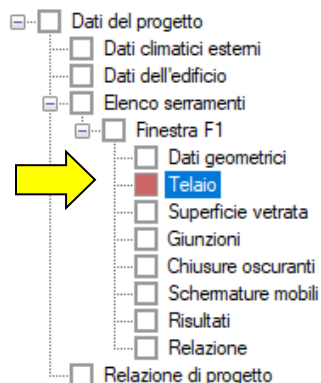 Dati del progetto
Dati climatici esterni
Dati dell'edificio
Elenco serramenti
Finestra F1
Dati geometrici
Telaio
Superficie vetrata
Giunzioni
Chiusure oscuranti
Schermature mobili
Risultati
Relazione
Relazione di progetto